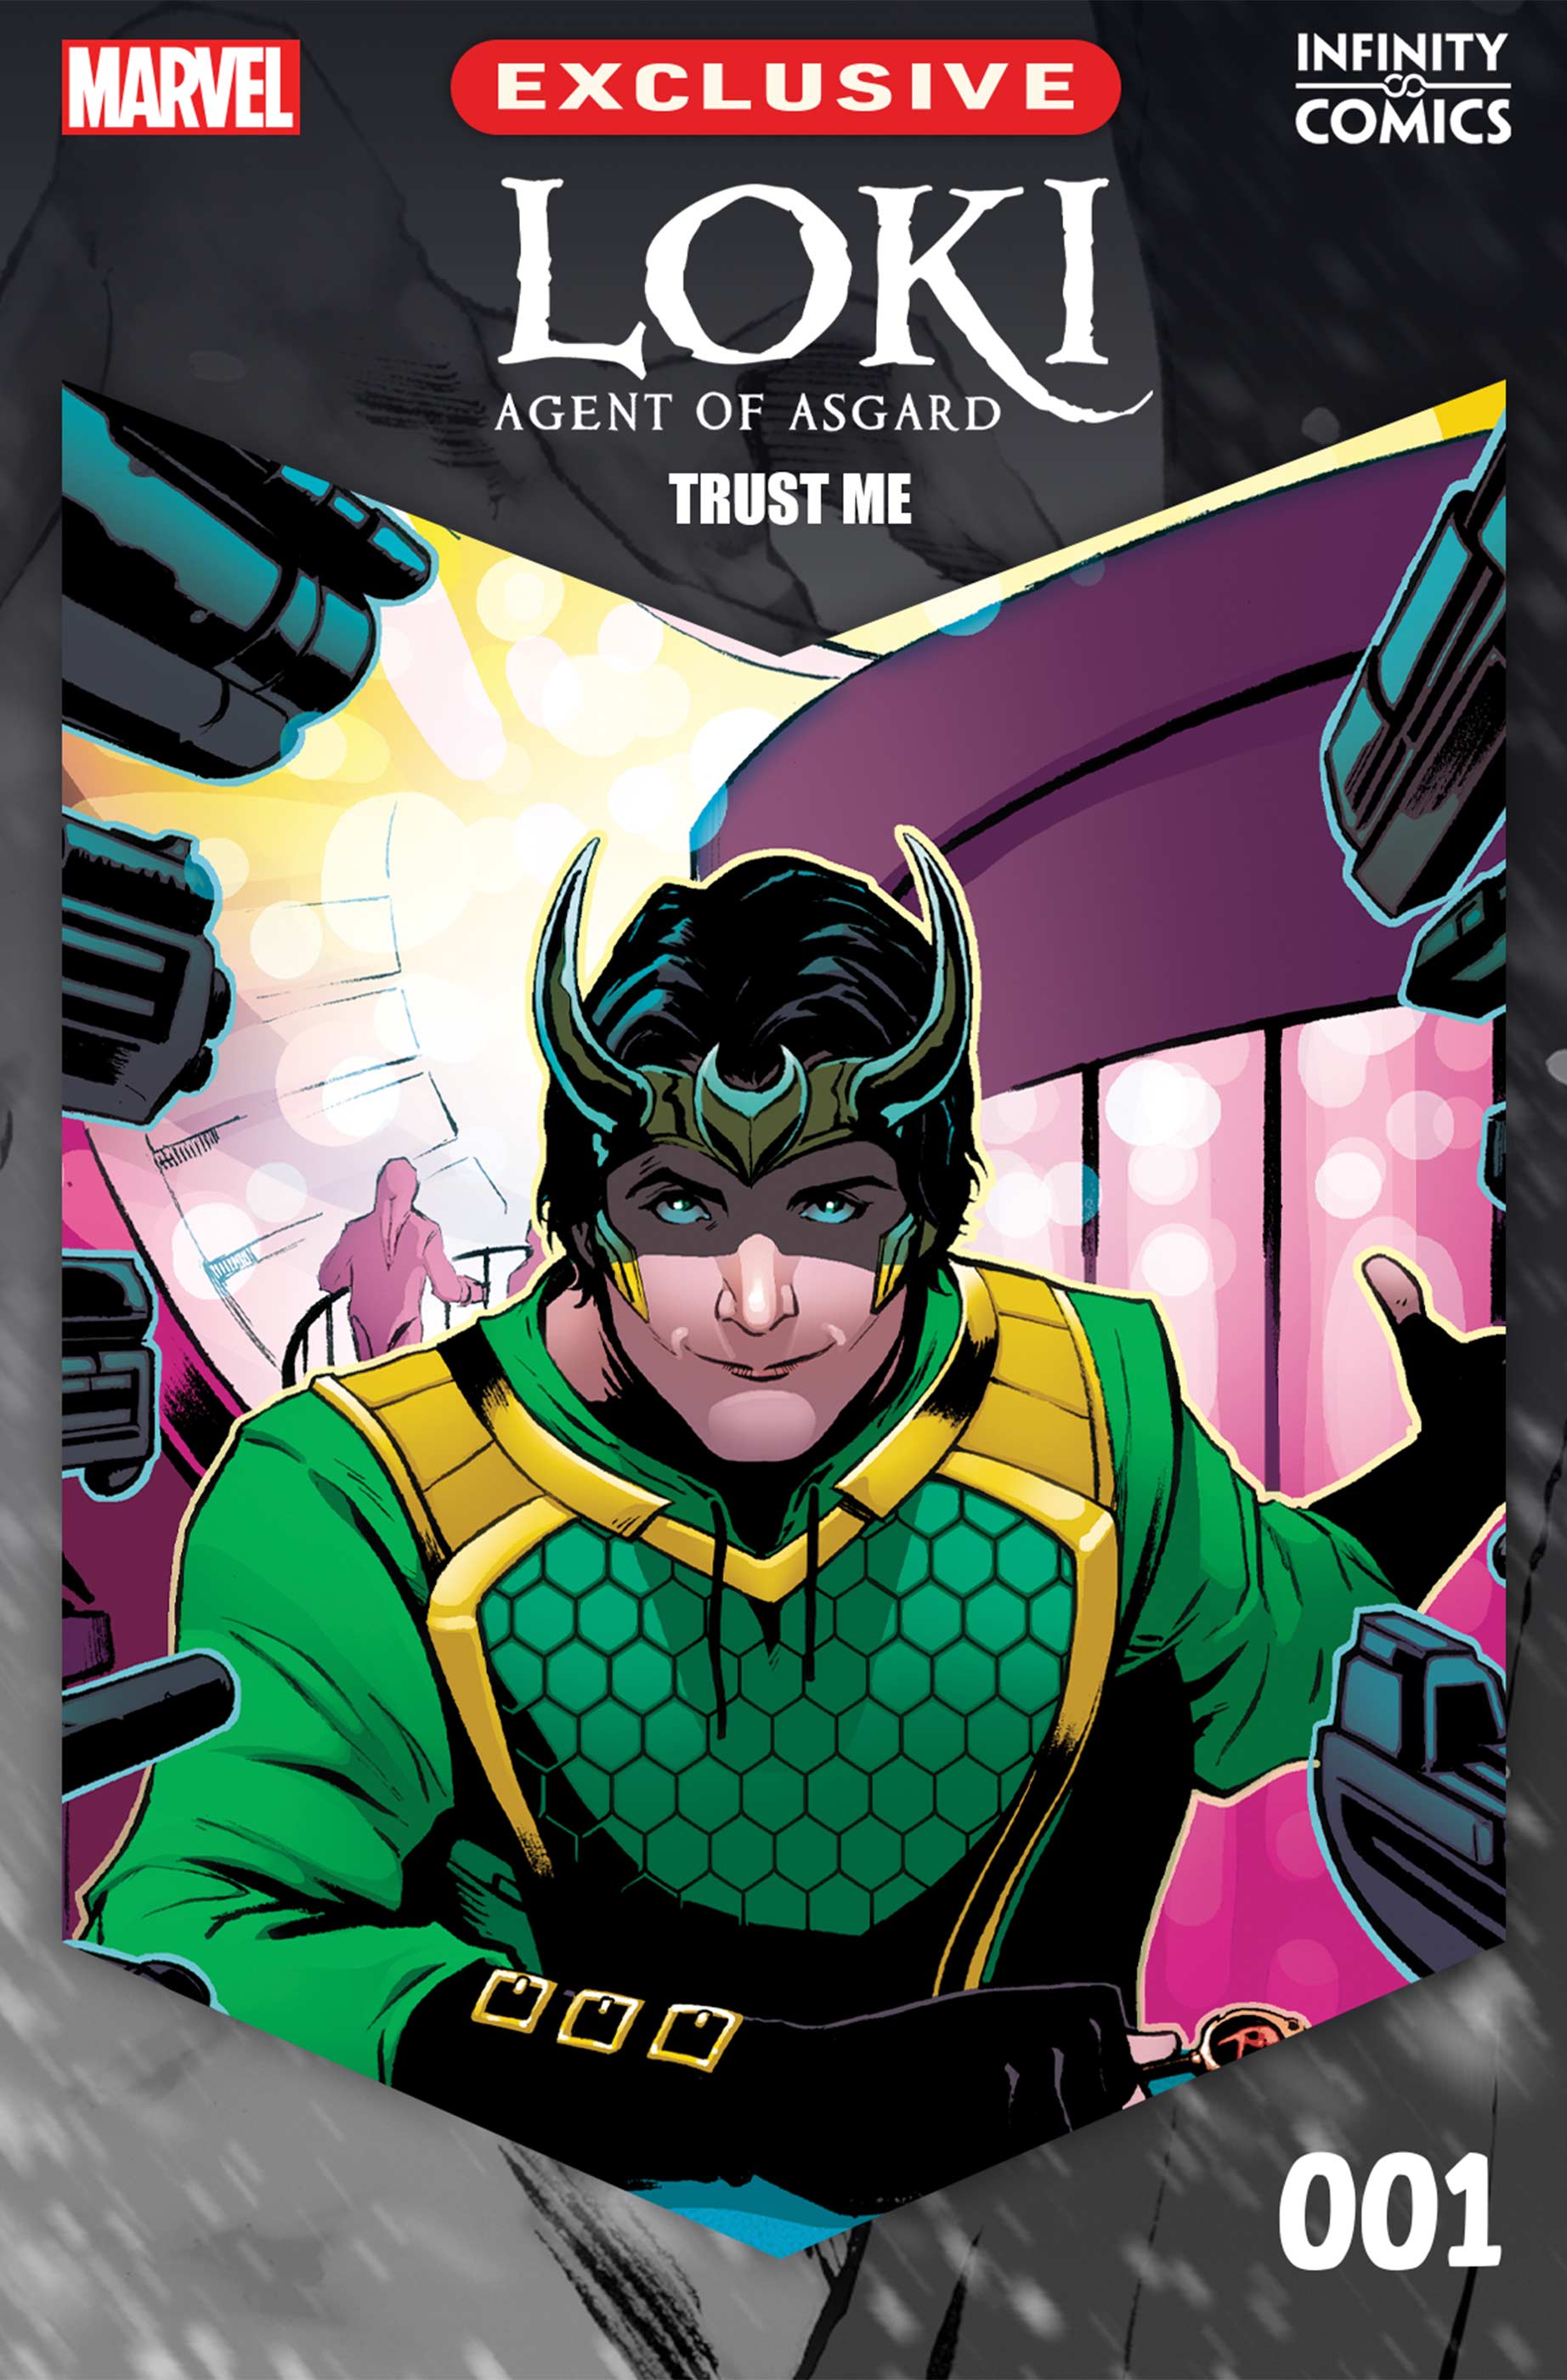 MARVEL
EXCLUSIVE
INFINITY
COMICS
LOKI
AGENT OF ASGARD
TRUST ME
001